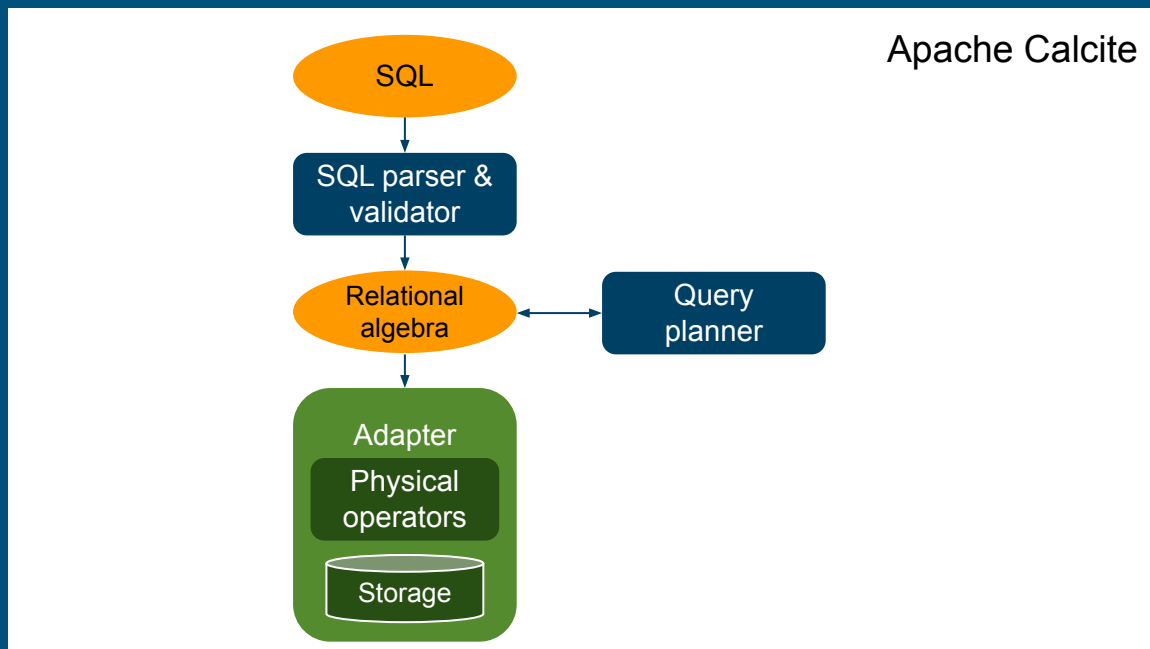 Apache Calcite
SQL
SQL parser &
validator
Relational
algebra
Query
planner
Adapter
Physical
operators
Storage